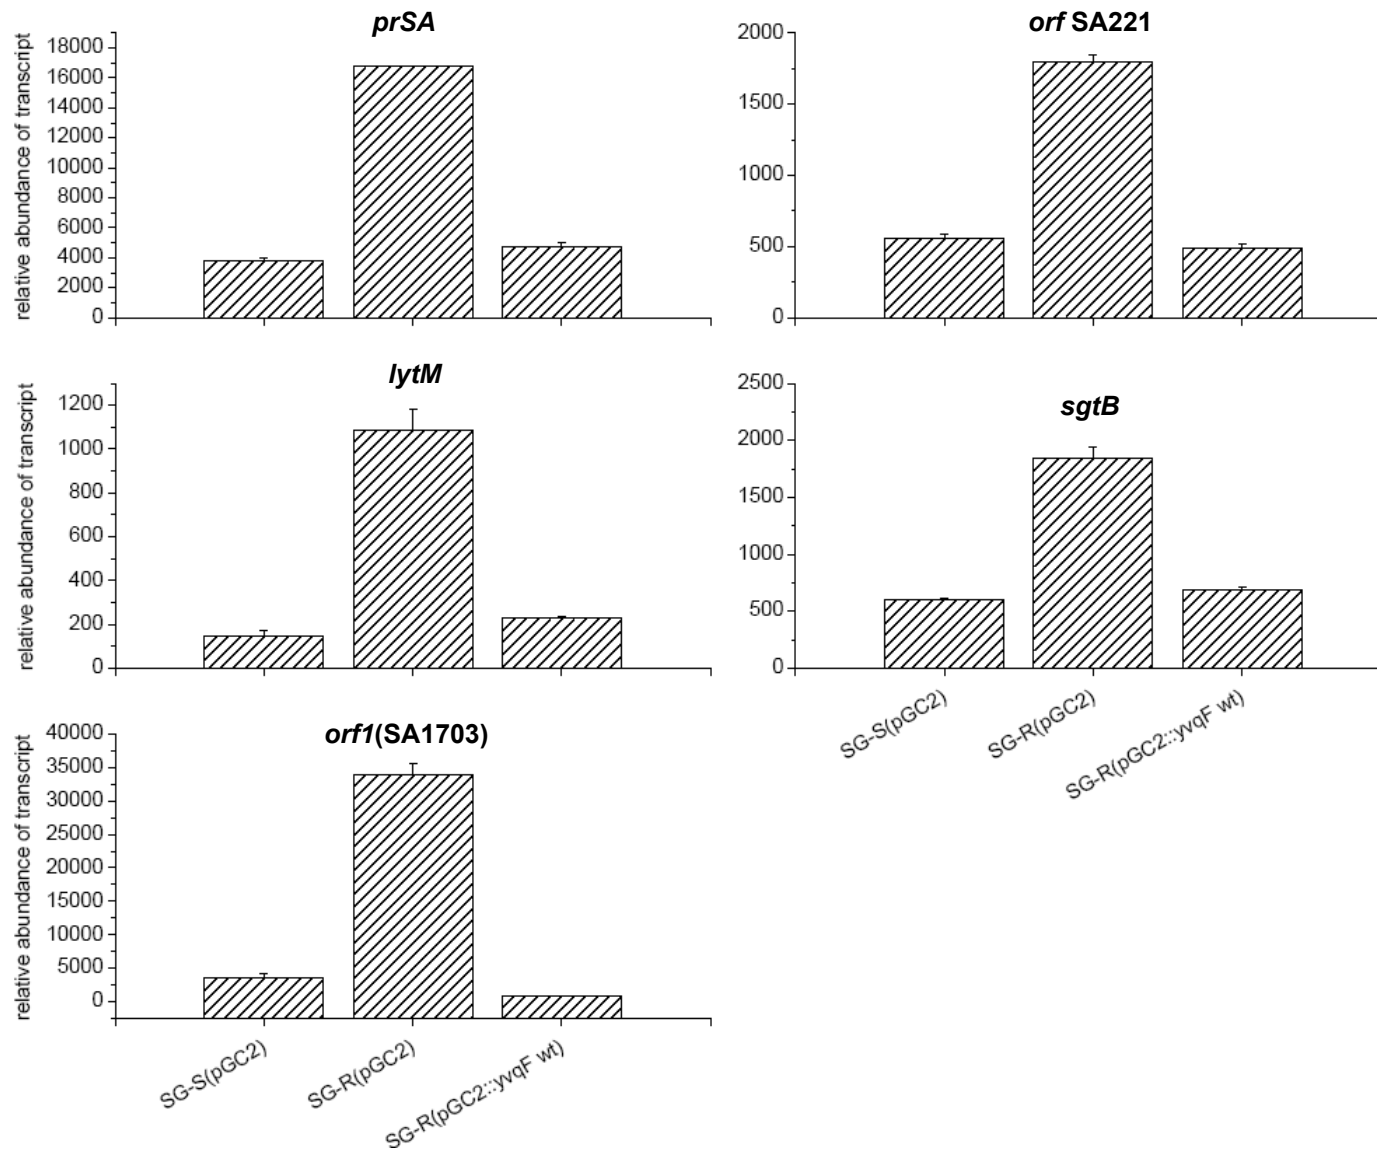 prSA
relative abundance of transcript
18000
16000
14000
12000
10000
8000
6000
4000
2000
0
orf SA221
2000
1500
1000
500
0
lytM
relative abundance of transcript
1200
1000
800
600
400
200
0
sgtB
2500
2000
1500
1000
500
0
SG-S(pGC2)
SG-R(pGC2)
SG-R(pGC2::yvqF wt)
orf1(SA1703)
relative abundance of transcript
40000
35000
30000
25000
20000
15000
10000
5000
0
SG-S(pGC2)
SG-R(pGC2)
SG-R(pGC2::yvqF wt)